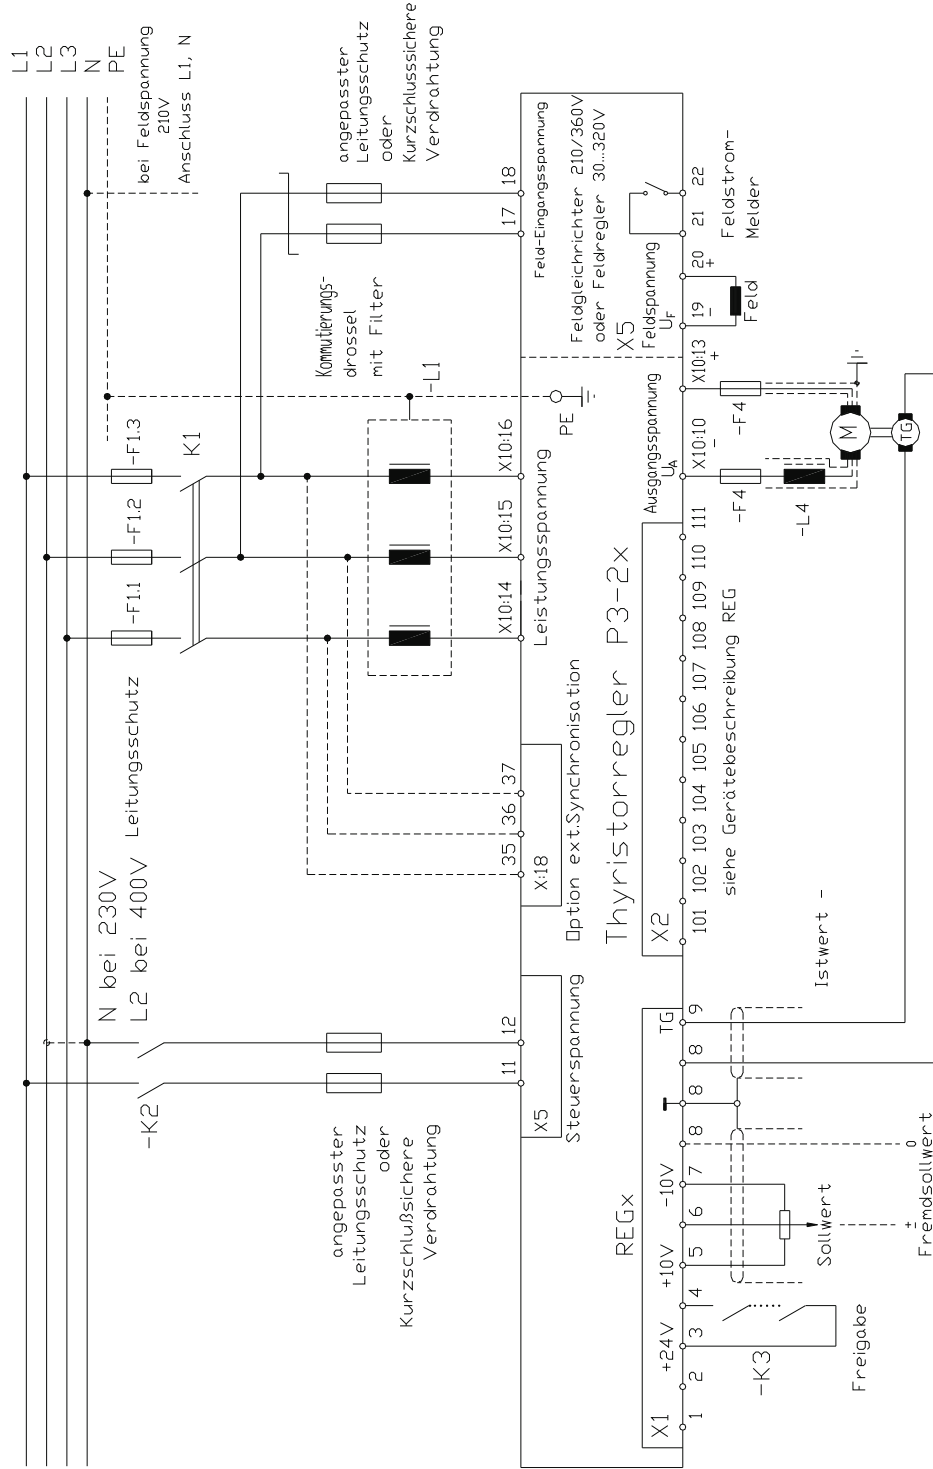 L1
L2
L3
N
PE
bei Feldspannung
210V
Anschluss L1, N
N bei 230V
L2 bei 400V
Leitungsschutz
-F1.1
-F1.2
-F1.3
K1
-K2
angepasster
Leitungsschutz
oder
Kurzschlußsichere
Verdrahtung
Kommutierungs-
drossel
mit Filter
-L1
angepasster
Leitungsschutz
oder
Kurzschlusssichere
Verdrahtung
11
12
X5
Steuerspannung
35
36
37
X:18
Option ext.Synchronisation
X10:14
X10:15
X10:16
Leistungsspannung
PE
17
18
Feld-Eingangsspannung
Feldgleichrichter 210/360V
oder Feldregler 30...320V
X5
Thyristorregler P3-2x
REGx
X1
+24V
+10V
-10V
TG
X2
Ausgangsspannung
UA
Feldspannung
UF
1
2
3
4
5
6
7
8
8
8
9
101
102
103
104
105
106
107
108
109
110
111
siehe Gerätebeschreibung REG
X10:10
-
X10:13
+
19
-
20
+
21
22
Feld
Feldstrom-
Melder
-F4
-F4
-L4
M
TG
-K3
Freigabe
Sollwert
+-
0
Fremdsollwert
Istwert -